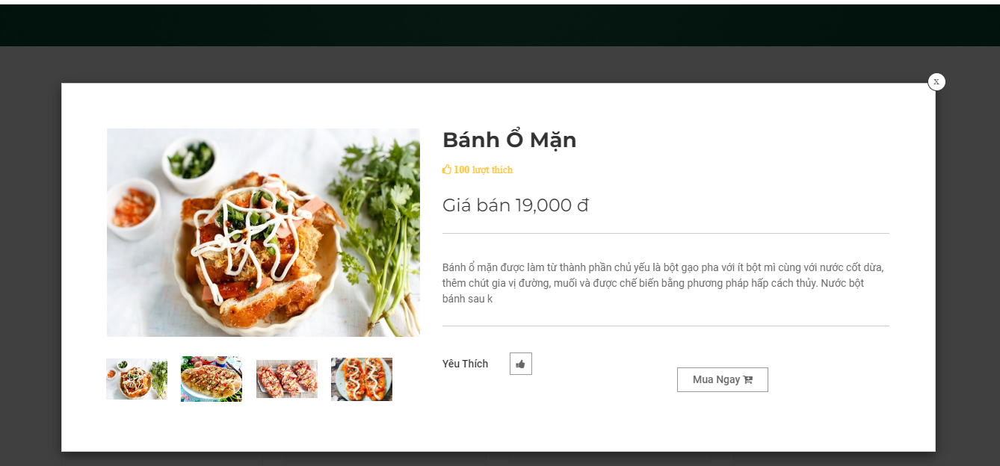 x
Bánh Ổ Mặn
100 lượt thích
Giá bán 19,000 đ
Bánh ổ mặn được làm từ thành phần chủ yếu là bột gạo pha với ít bột mì cùng với nước cốt dừa,
thêm chút gia vị đường, muối và được chế biến bằng phương pháp hấp cách thủy. Nước bột
bánh sau k
Yêu Thích
Mua Ngay